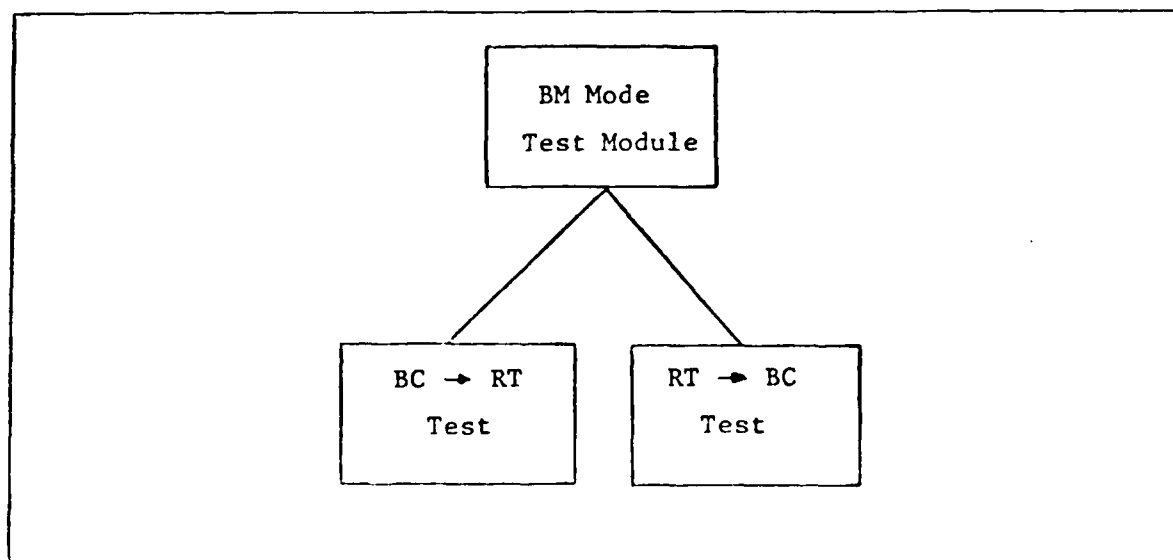 BM Mode
Test Module
BC → RT
Test
RT → BC
Test